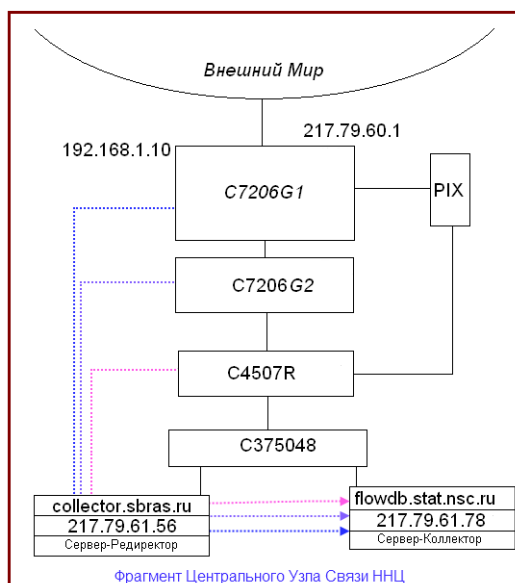 Внешний Мир
217.79.60.1
192.168.1.10
C7206G1
PIX
C7206G2
C4507R
C375048
collector.sbras.ru
217.79.61.56
Сервер-Редиректор
flowdb.stat.nsc.ru
217.79.61.78
Сервер-Коллектор
Фрагмент Центрального Узла Связи ННЦ